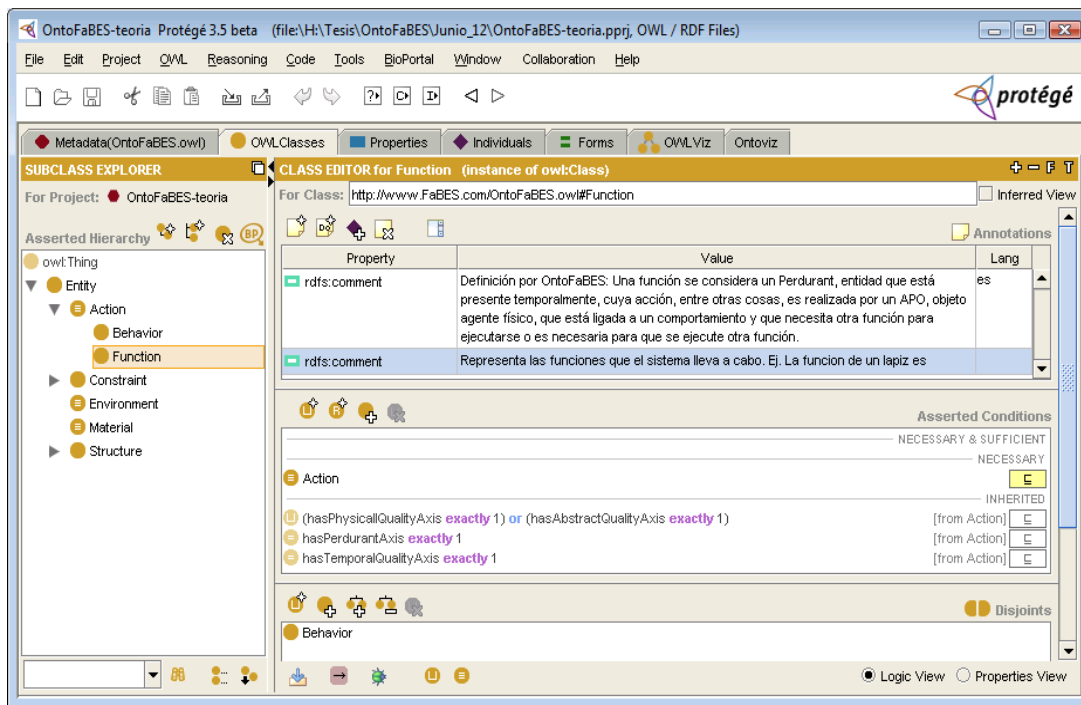 OntoFaBES-teoria Protégé 3.5 beta (file:\H:\Tesis\OntoFaBES\Junio_12\OntoFaBES-teoria.pprj, OWL / RDF Files)
File Edit Project OWL Reasoning Code Tools BioPortal Window Collaboration Help
protégé
Metadata(OntoFaBES.owl) OWLClasses Properties Individuals Forms OWLViz Ontoviz
SUBCLASS EXPLORER
For Project: OntoFaBES-teoria
Asserted Hierarchy
BP
owl:Thing
Entity
Action
Behavior
Function
Constraint
Environment
Material
Structure
CLASS EDITOR for Function (instance of owl:Class)
F T
For Class: http://www.FaBES.com/OntoFaBES.owl#Function Inferred View
Annotations
Property Value Lang
rdfs:comment Definición por OntoFaBES: Una función se considera un Perdurant, entidad que está es
presente temporalmente, cuya acción, entre otras cosas, es realizada por un APO, objeto
agente físico, que está ligada a un comportamiento y que necesita otra función para
ejecutarse o es necesaria para que se ejecute otra función.
rdfs:comment Representa las funciones que el sistema lleva a cabo. Ej. La funcion de un lapiz es
Asserted Conditions
NECESSARY & SUFFICIENT
NECESSARY
Action ⊑
INHERITED
(hasPhysicalQualityAxis exactly 1) or (hasAbstractQualityAxis exactly 1) [from Action] ⊑
hasPerdurantAxis exactly 1 [from Action] ⊑
hasTemporalQualityAxis exactly 1 [from Action] ⊑
Disjoints
Behavior
Logic View Properties View